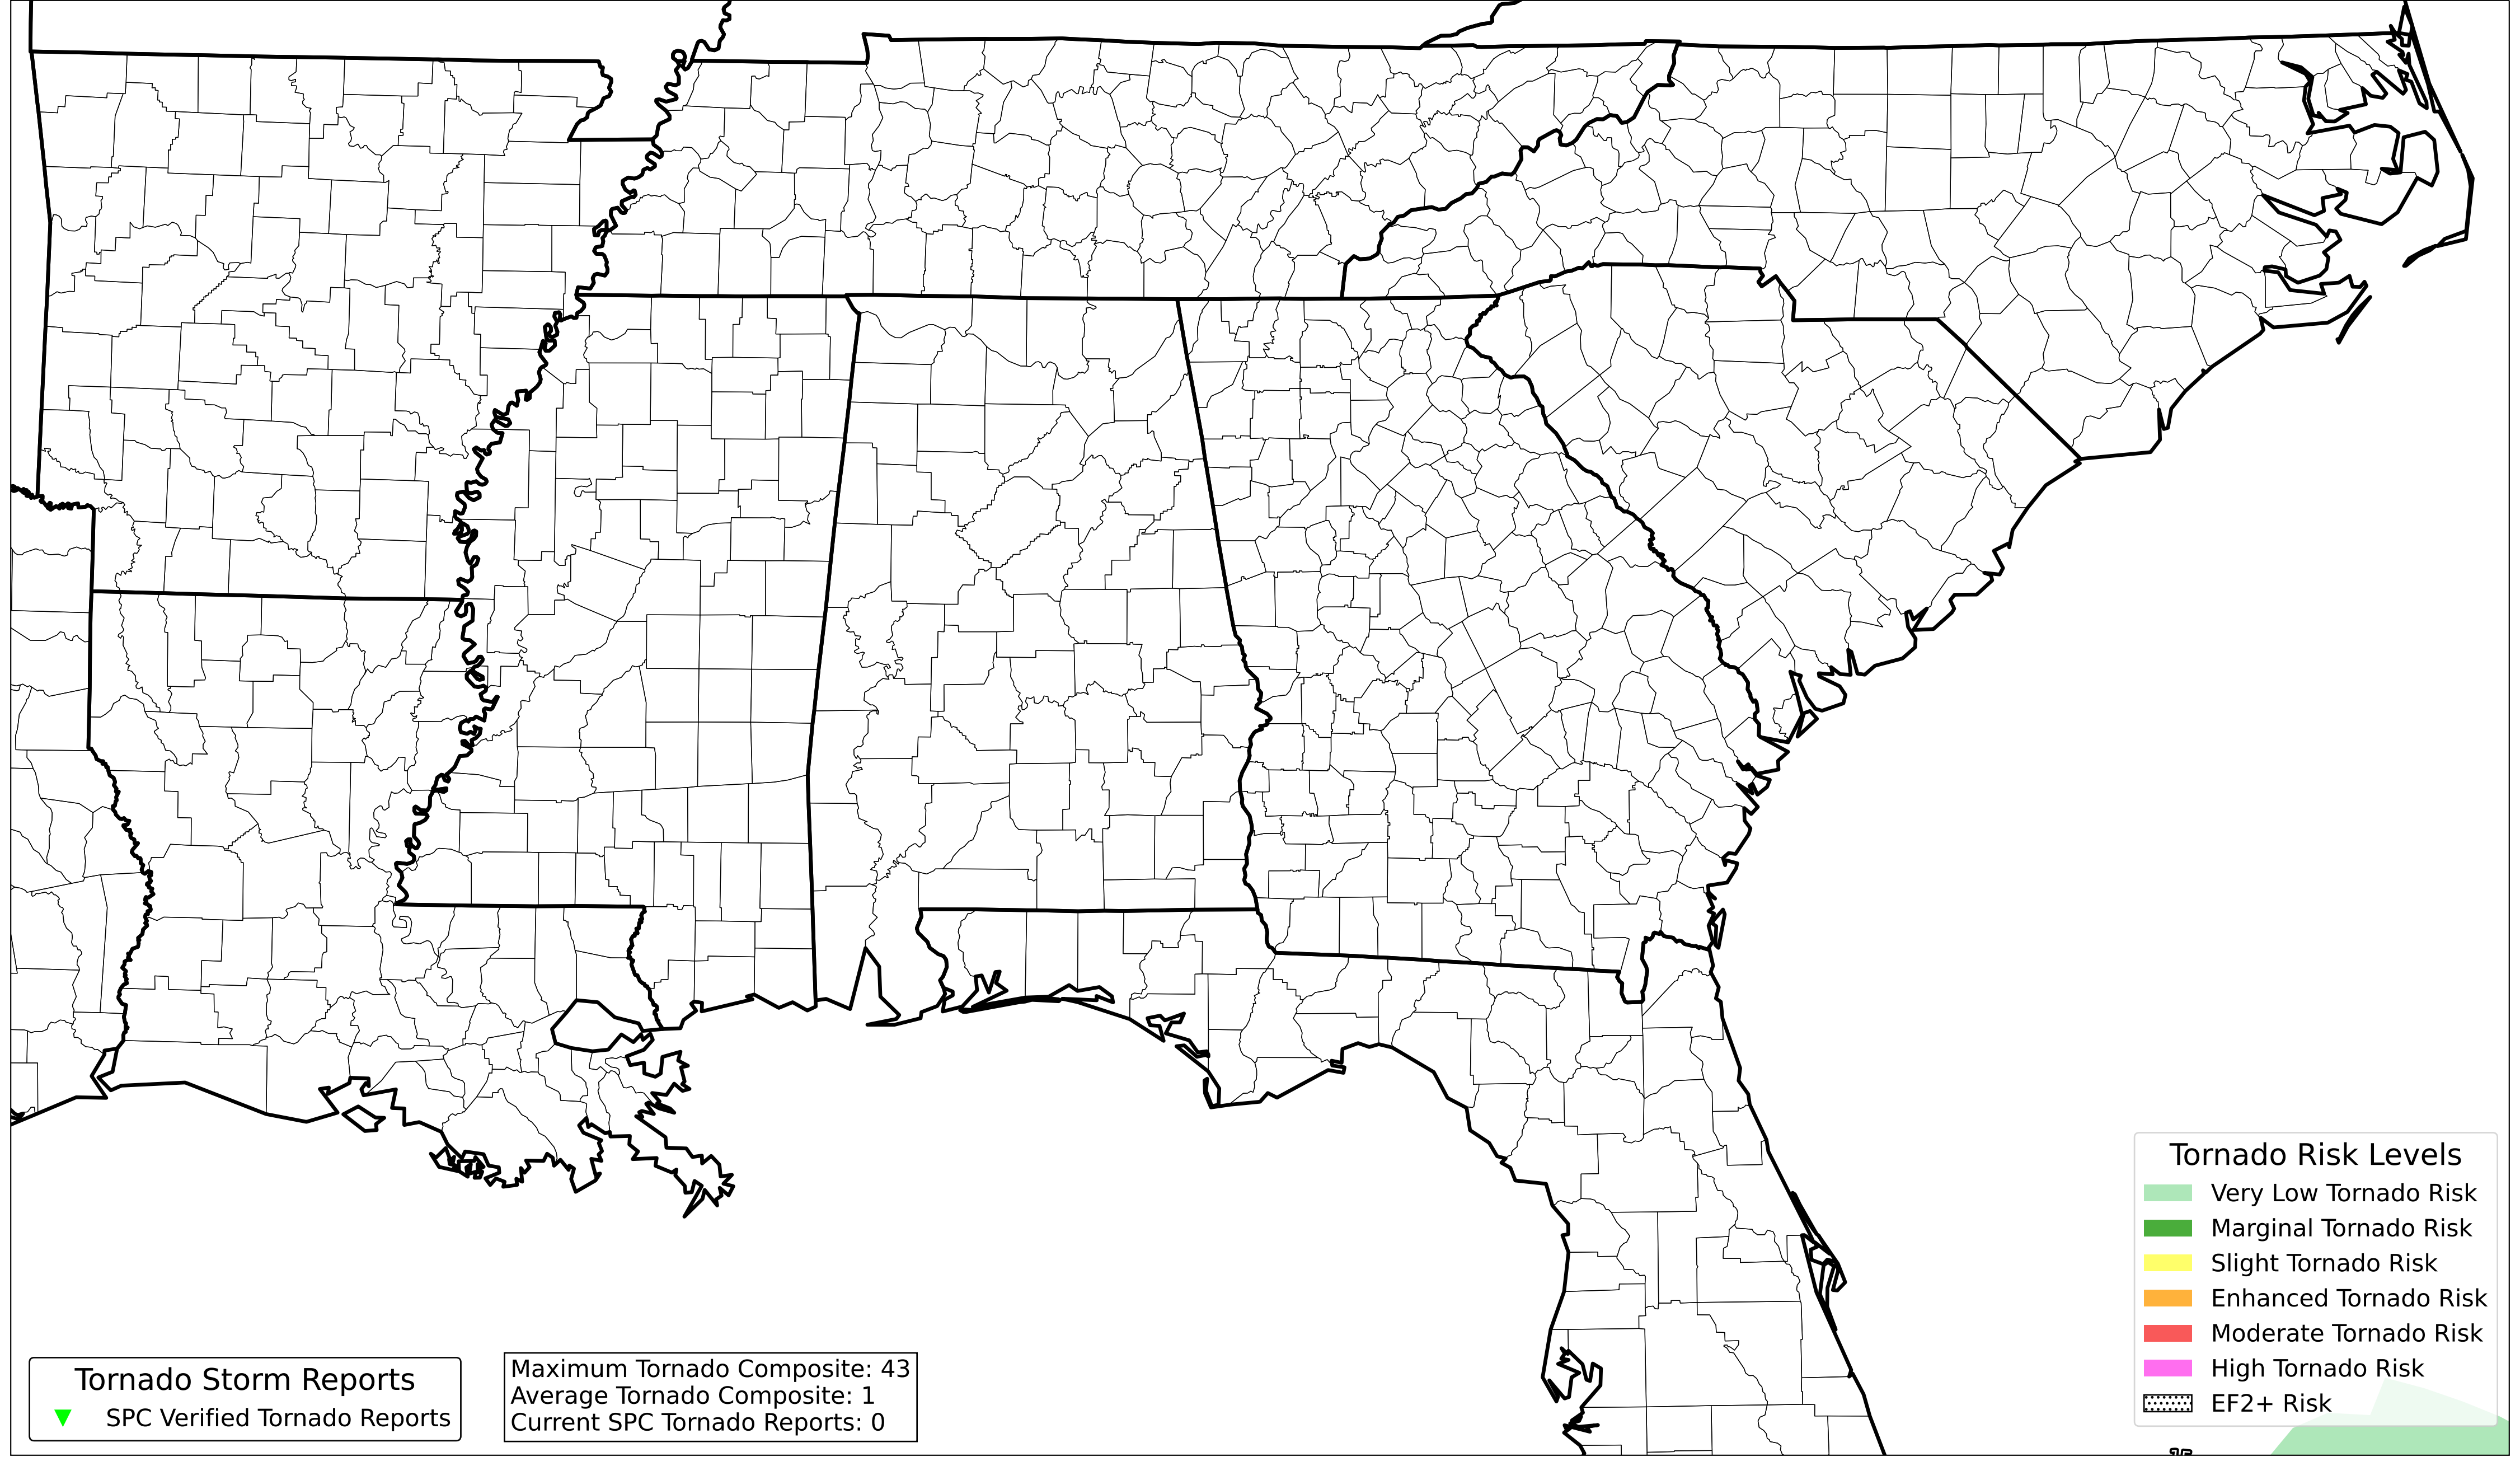 Tornado Risk Levels
Very Low Tornado Risk
Marginal Tornado Risk
Slight Tornado Risk
Enhanced Tornado Risk
Moderate Tornado Risk
High Tornado Risk
EF2+ Risk
Tornado Storm Reports
SPC Verified Tornado Reports
Maximum Tornado Composite: 43
Average Tornado Composite: 1
Current SPC Tornado Reports: 0